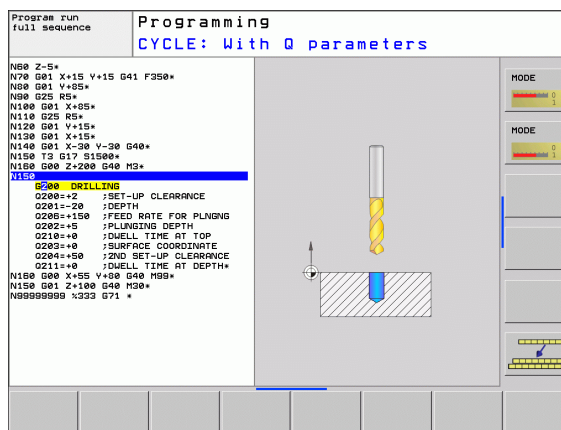 Program run
full sequence
Programming
CYCLE: With Q parameters
N60 Z-5*
N70 G01 X+15 Y+15 G41 F350*
N80 G01 Y+85*
N90 G25 R5*
N100 G01 X+85*
N110 G25 R5*
N120 G01 Y+15*
N130 G01 X+15*
N140 G01 X-30 Y-30 G40*
N150 T3 G17 S1500*
N160 G00 Z+200 G40 M3*
N150
G200 DRILLING
Q200=+2 ;SET-UP CLEARANCE
Q201=-20 ;DEPTH
Q206=+150 ;FEED RATE FOR PLNGNG
Q202=+5 ;PLUNGING DEPTH
Q210=+0 ;DWELL TIME AT TOP
Q203=+0 ;SURFACE COORDINATE
Q204=+50 ;2ND SET-UP CLEARANCE
Q211=+0 ;DWELL TIME AT DEPTH*
N160 G00 X+55 Y+80 G40 M99*
N150 G01 Z+100 G40 M30*
N99999999 %333 G71 *
MODE
0
1
MODE
0
1